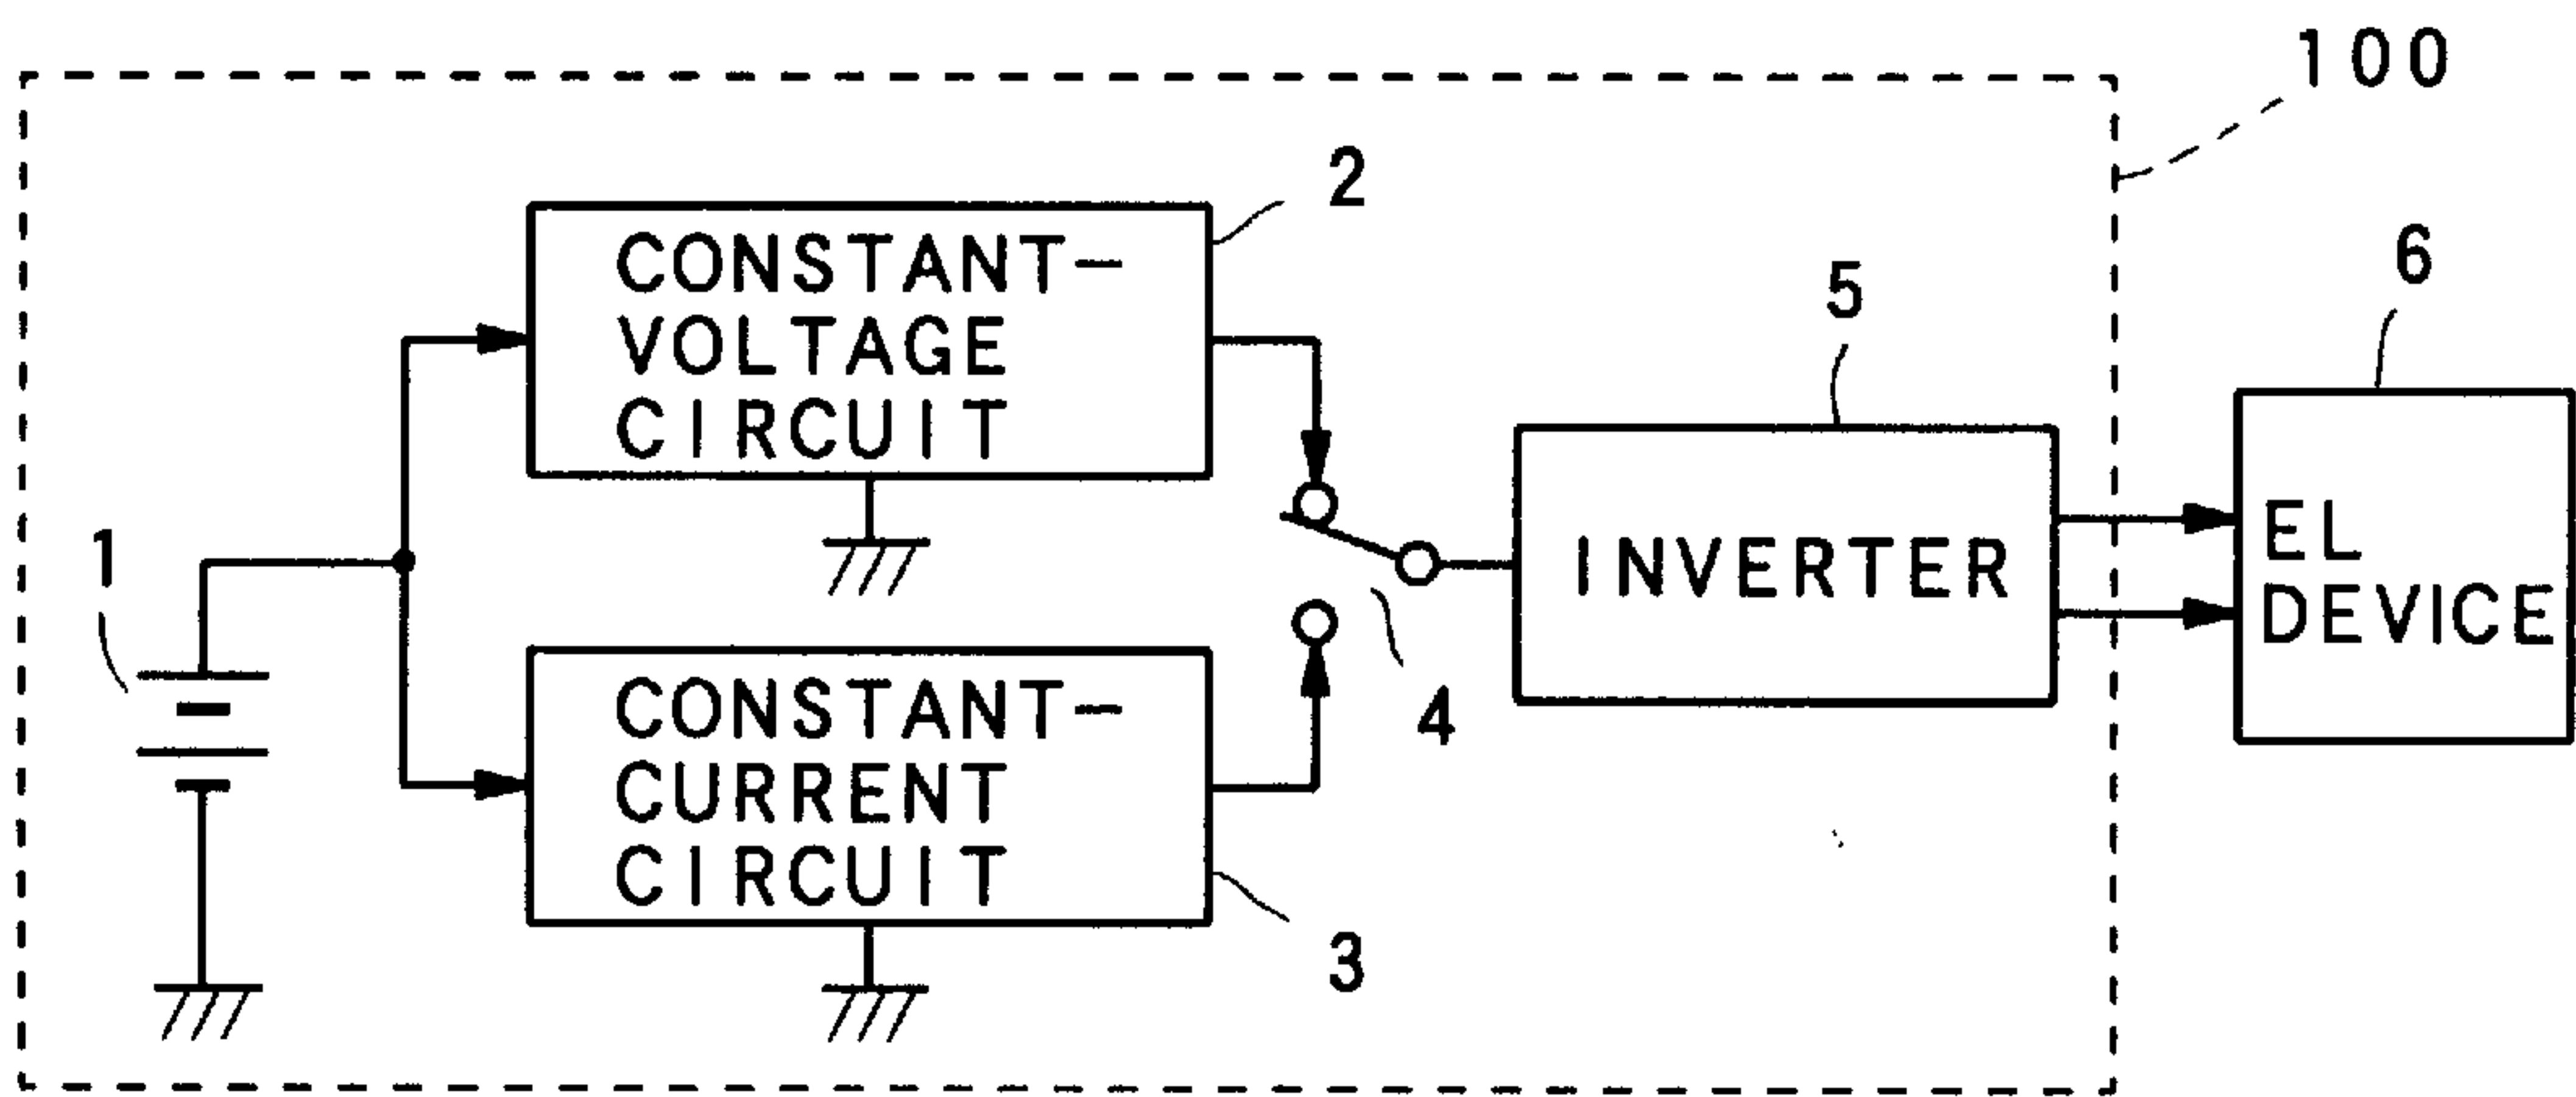 100
2
CONSTANT-
VOLTAGE
CIRCUIT
5
6
1
INVERTER
EL
DEVICE
4
CONSTANT-
CURRENT
CIRCUIT
3